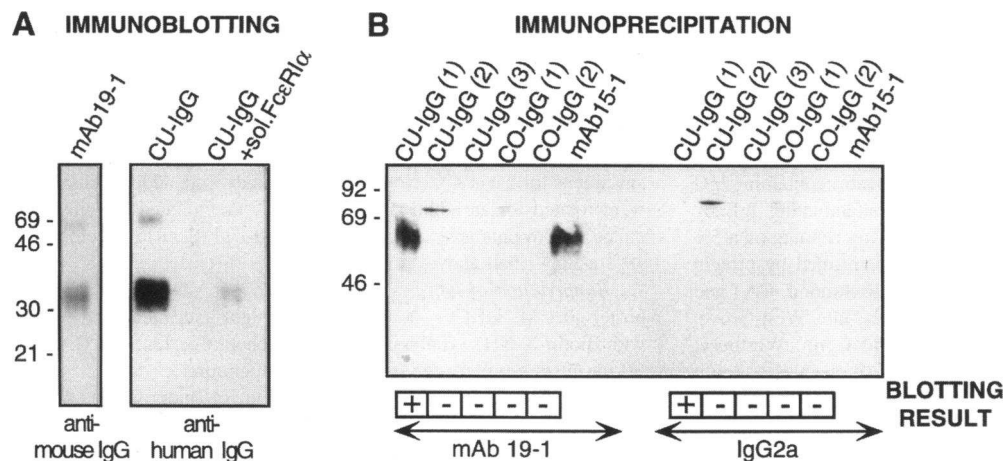 A IMMUNOBLOTTING
mAb19-1
CU-IgG
CU-IgG
+sol.FcεRIα
69 -
46 -
30 -
21 -
anti-
mouse IgG
anti-
human IgG
B IMMUNOPRECIPITATION
CU-IgG (1)
CU-IgG (2)
CU-IgG (3)
CO-IgG (1)
CO-IgG (2)
mAb15-1
CU-IgG (1)
CU-IgG (2)
CU-IgG (3)
CO-IgG (1)
CO-IgG (2)
mAb15-1
92 -
69 -
46 -
+ - - - -
+ - - - -
BLOTTING
RESULT
mAb 19-1
IgG2a